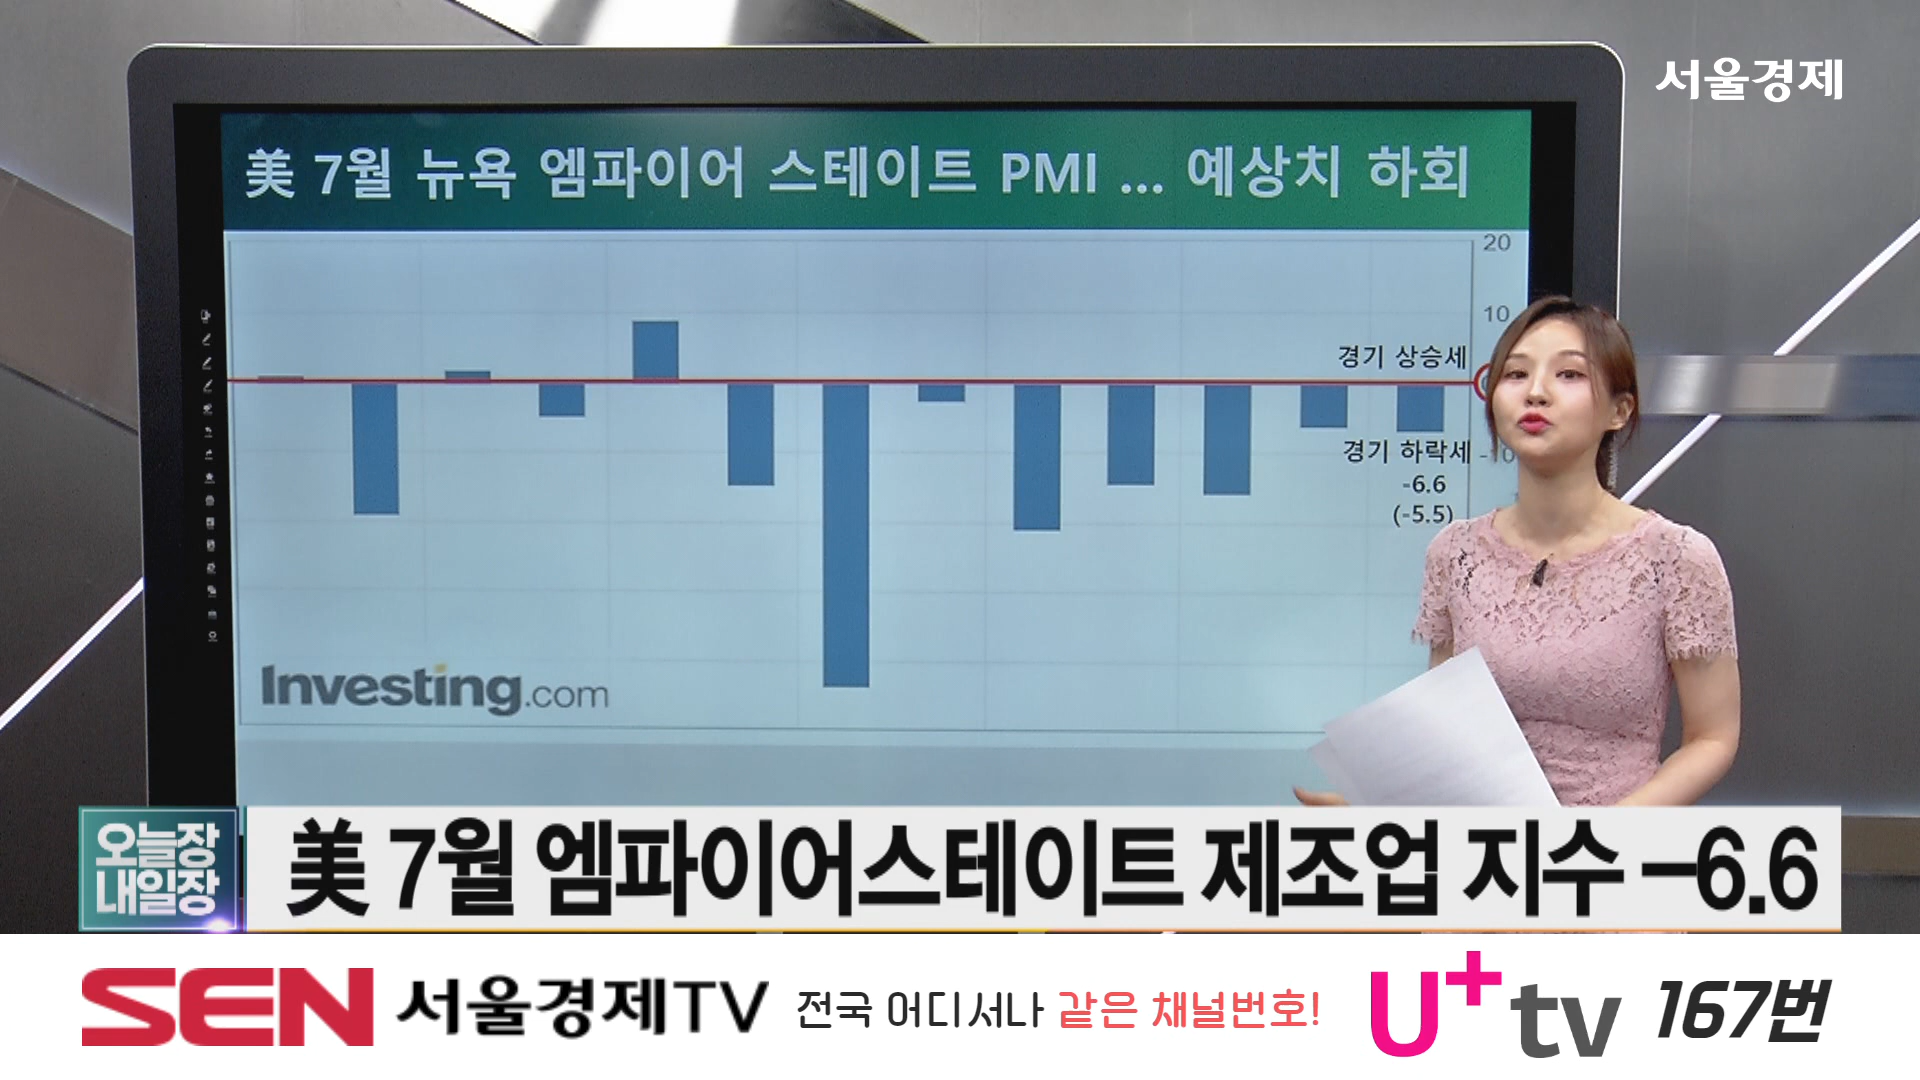 서울경제
美 7월 뉴욕 엠파이어 스테이트 PMI ... 예상치 하회
20
10
경기 상승세
경기 하락세
-10
-6.6
(-5.5)
Investing.com
오늘장
내일장
美 7월 엠파이어스테이트 제조업 지수 -6.6
SEN 서울경제TV 전국 어디서나 같은 채널번호! U+tv 167번